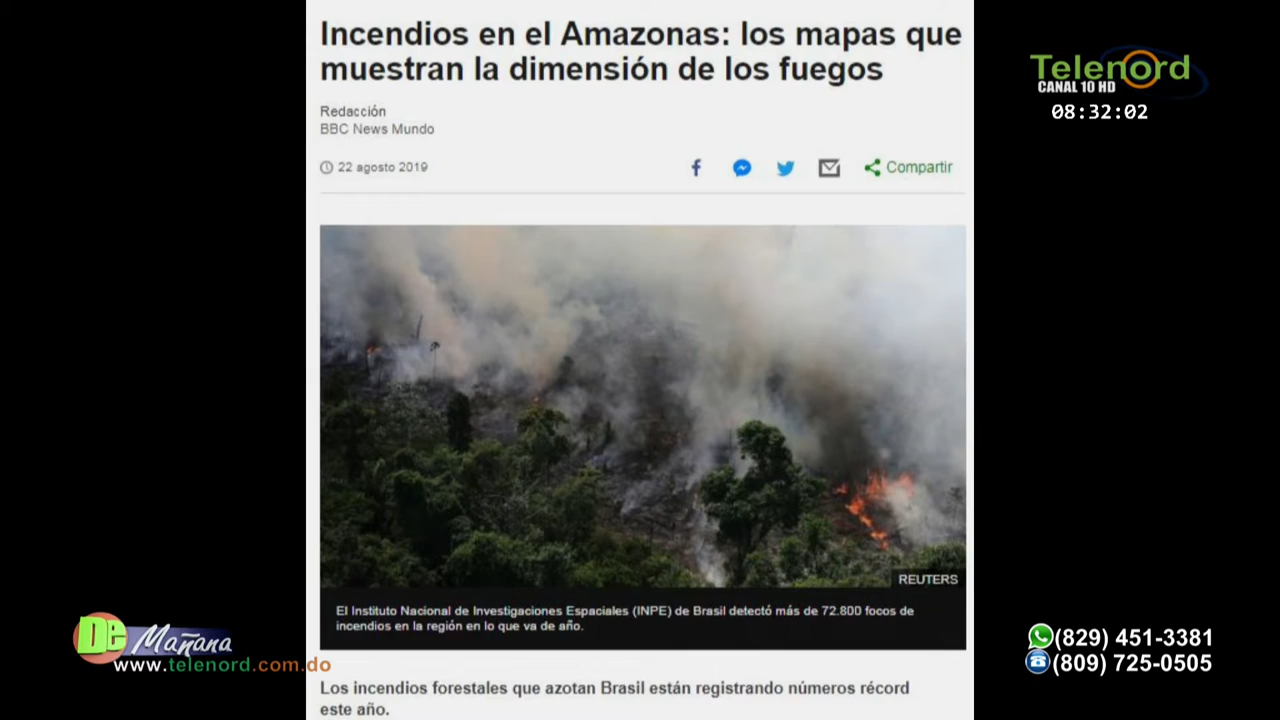 Incendios en el Amazonas: los mapas que
muestran la dimensión de los fuegos
Redacción
BBC News Mundo
22 agosto 2019
Compartir
REUTERS
El Instituto Nacional de Investigaciones Espaciales (INPE) de Brasil detectó más de 72.800 focos de
incendios en la región en lo que va de año.
Los incendios forestales que azotan Brasil están registrando números récord
este año.
Telenord
CANAL 10 HD
08:32:02
De Mañana
www.telenord.com.do
(829) 451-3381
(809) 725-0505